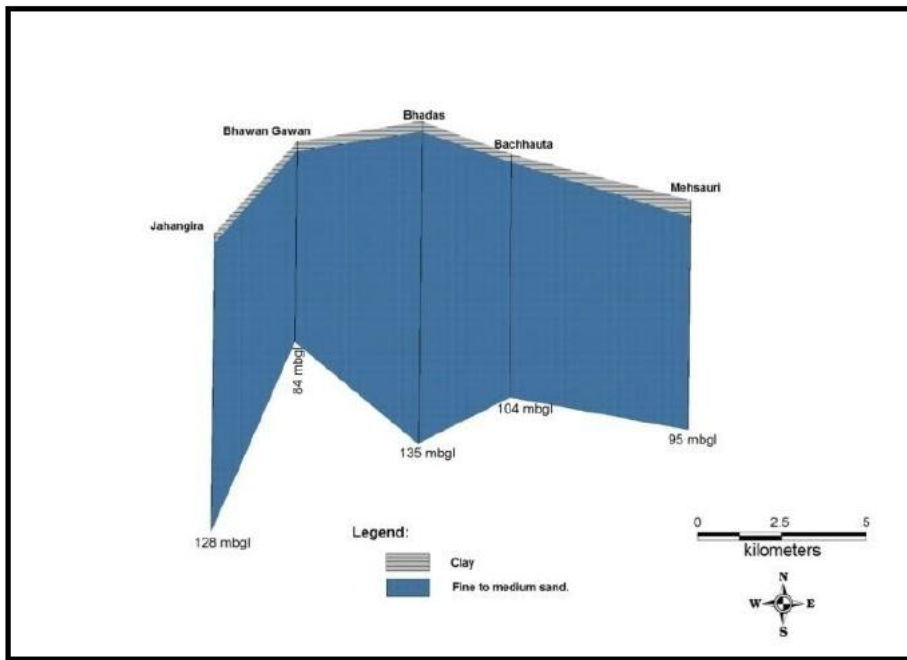 Bhadas
Bhawan Gawan
Bachhauta
Mehsauri
Jahangira
84 mbgl
104 mbgl
95 mbgl
135 mbgl
128 mbgl
Legend:
Clay
Fine to medium sand.
0 2.5 5
kilometers
N
W E
S